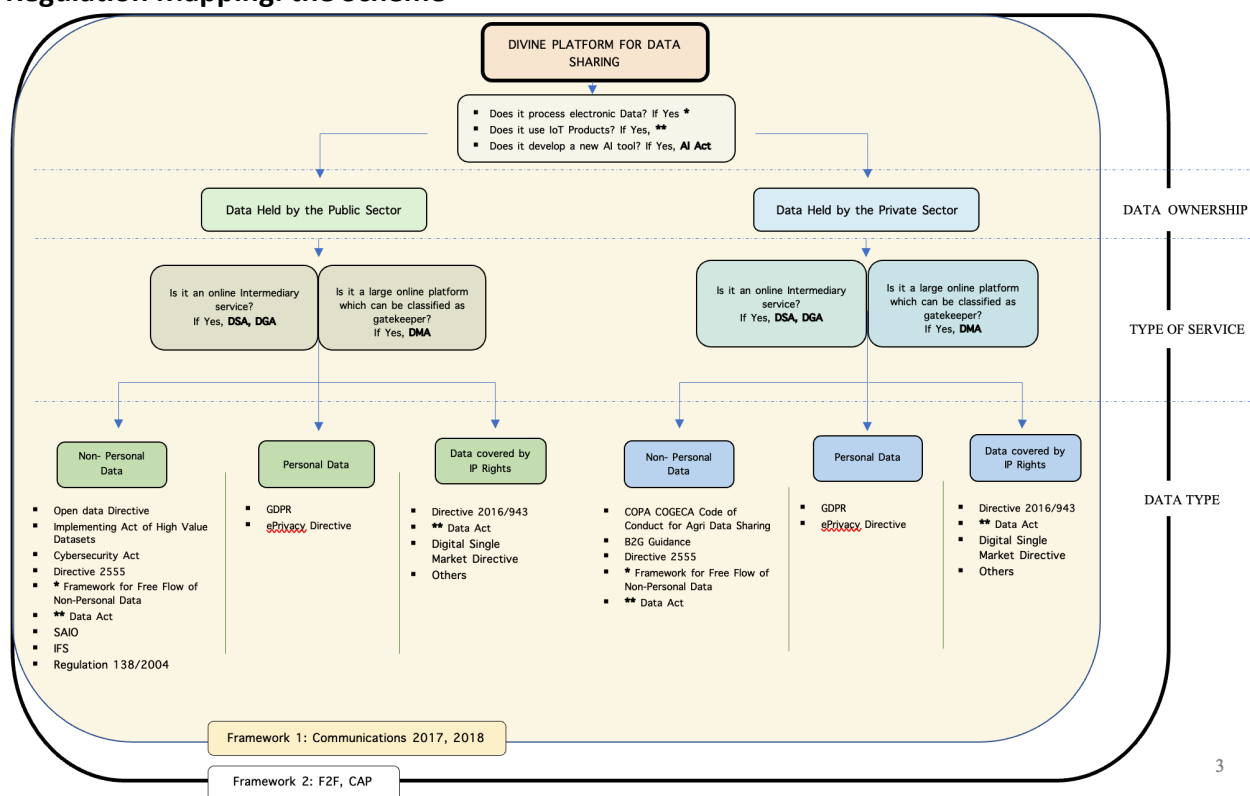 Regulation mapping: the scheme
DIVINE PLATFORM FOR DATA
SHARING
▪ Does it process electronic Data? If Yes *
▪ Does it use IoT Products? If Yes, **
▪ Does it develop a new AI tool? If Yes, AI Act
Data Held by the Public Sector
Data Held by the Private Sector
DATA OWNERSHIP
Is it an online Intermediary
service?
If Yes, DSA, DGA
Is it a large online platform
which can be classified as
gatekeeper?
If Yes, DMA
Is it an online Intermediary
service?
If Yes, DSA, DGA
Is it a large online platform
which can be classified as
gatekeeper?
If Yes, DMA
TYPE OF SERVICE
Non- Personal
Data
Personal Data
Data covered by
IP Rights
Non- Personal
Data
Personal Data
Data covered by
IP Rights
DATA TYPE
▪ Open data Directive
▪ Implementing Act of High Value
Datasets
▪ Cybersecurity Act
▪ Directive 2555
▪ * Framework for Free Flow of
Non-Personal Data
▪ ** Data Act
▪ SAIO
▪ IFS
▪ Regulation 138/2004
▪ GDPR
▪ ePrivacy Directive
▪ Directive 2016/943
▪ ** Data Act
▪ Digital Single
Market Directive
▪ Others
▪ COPA COGECA Code of
Conduct for Agri Data Sharing
▪ B2G Guidance
▪ Directive 2555
▪ * Framework for Free Flow of
Non-Personal Data
▪ ** Data Act
▪ GDPR
▪ ePrivacy Directive
▪ Directive 2016/943
▪ ** Data Act
▪ Digital Single
Market Directive
▪ Others
Framework 1: Communications 2017, 2018
Framework 2: F2F, CAP
3